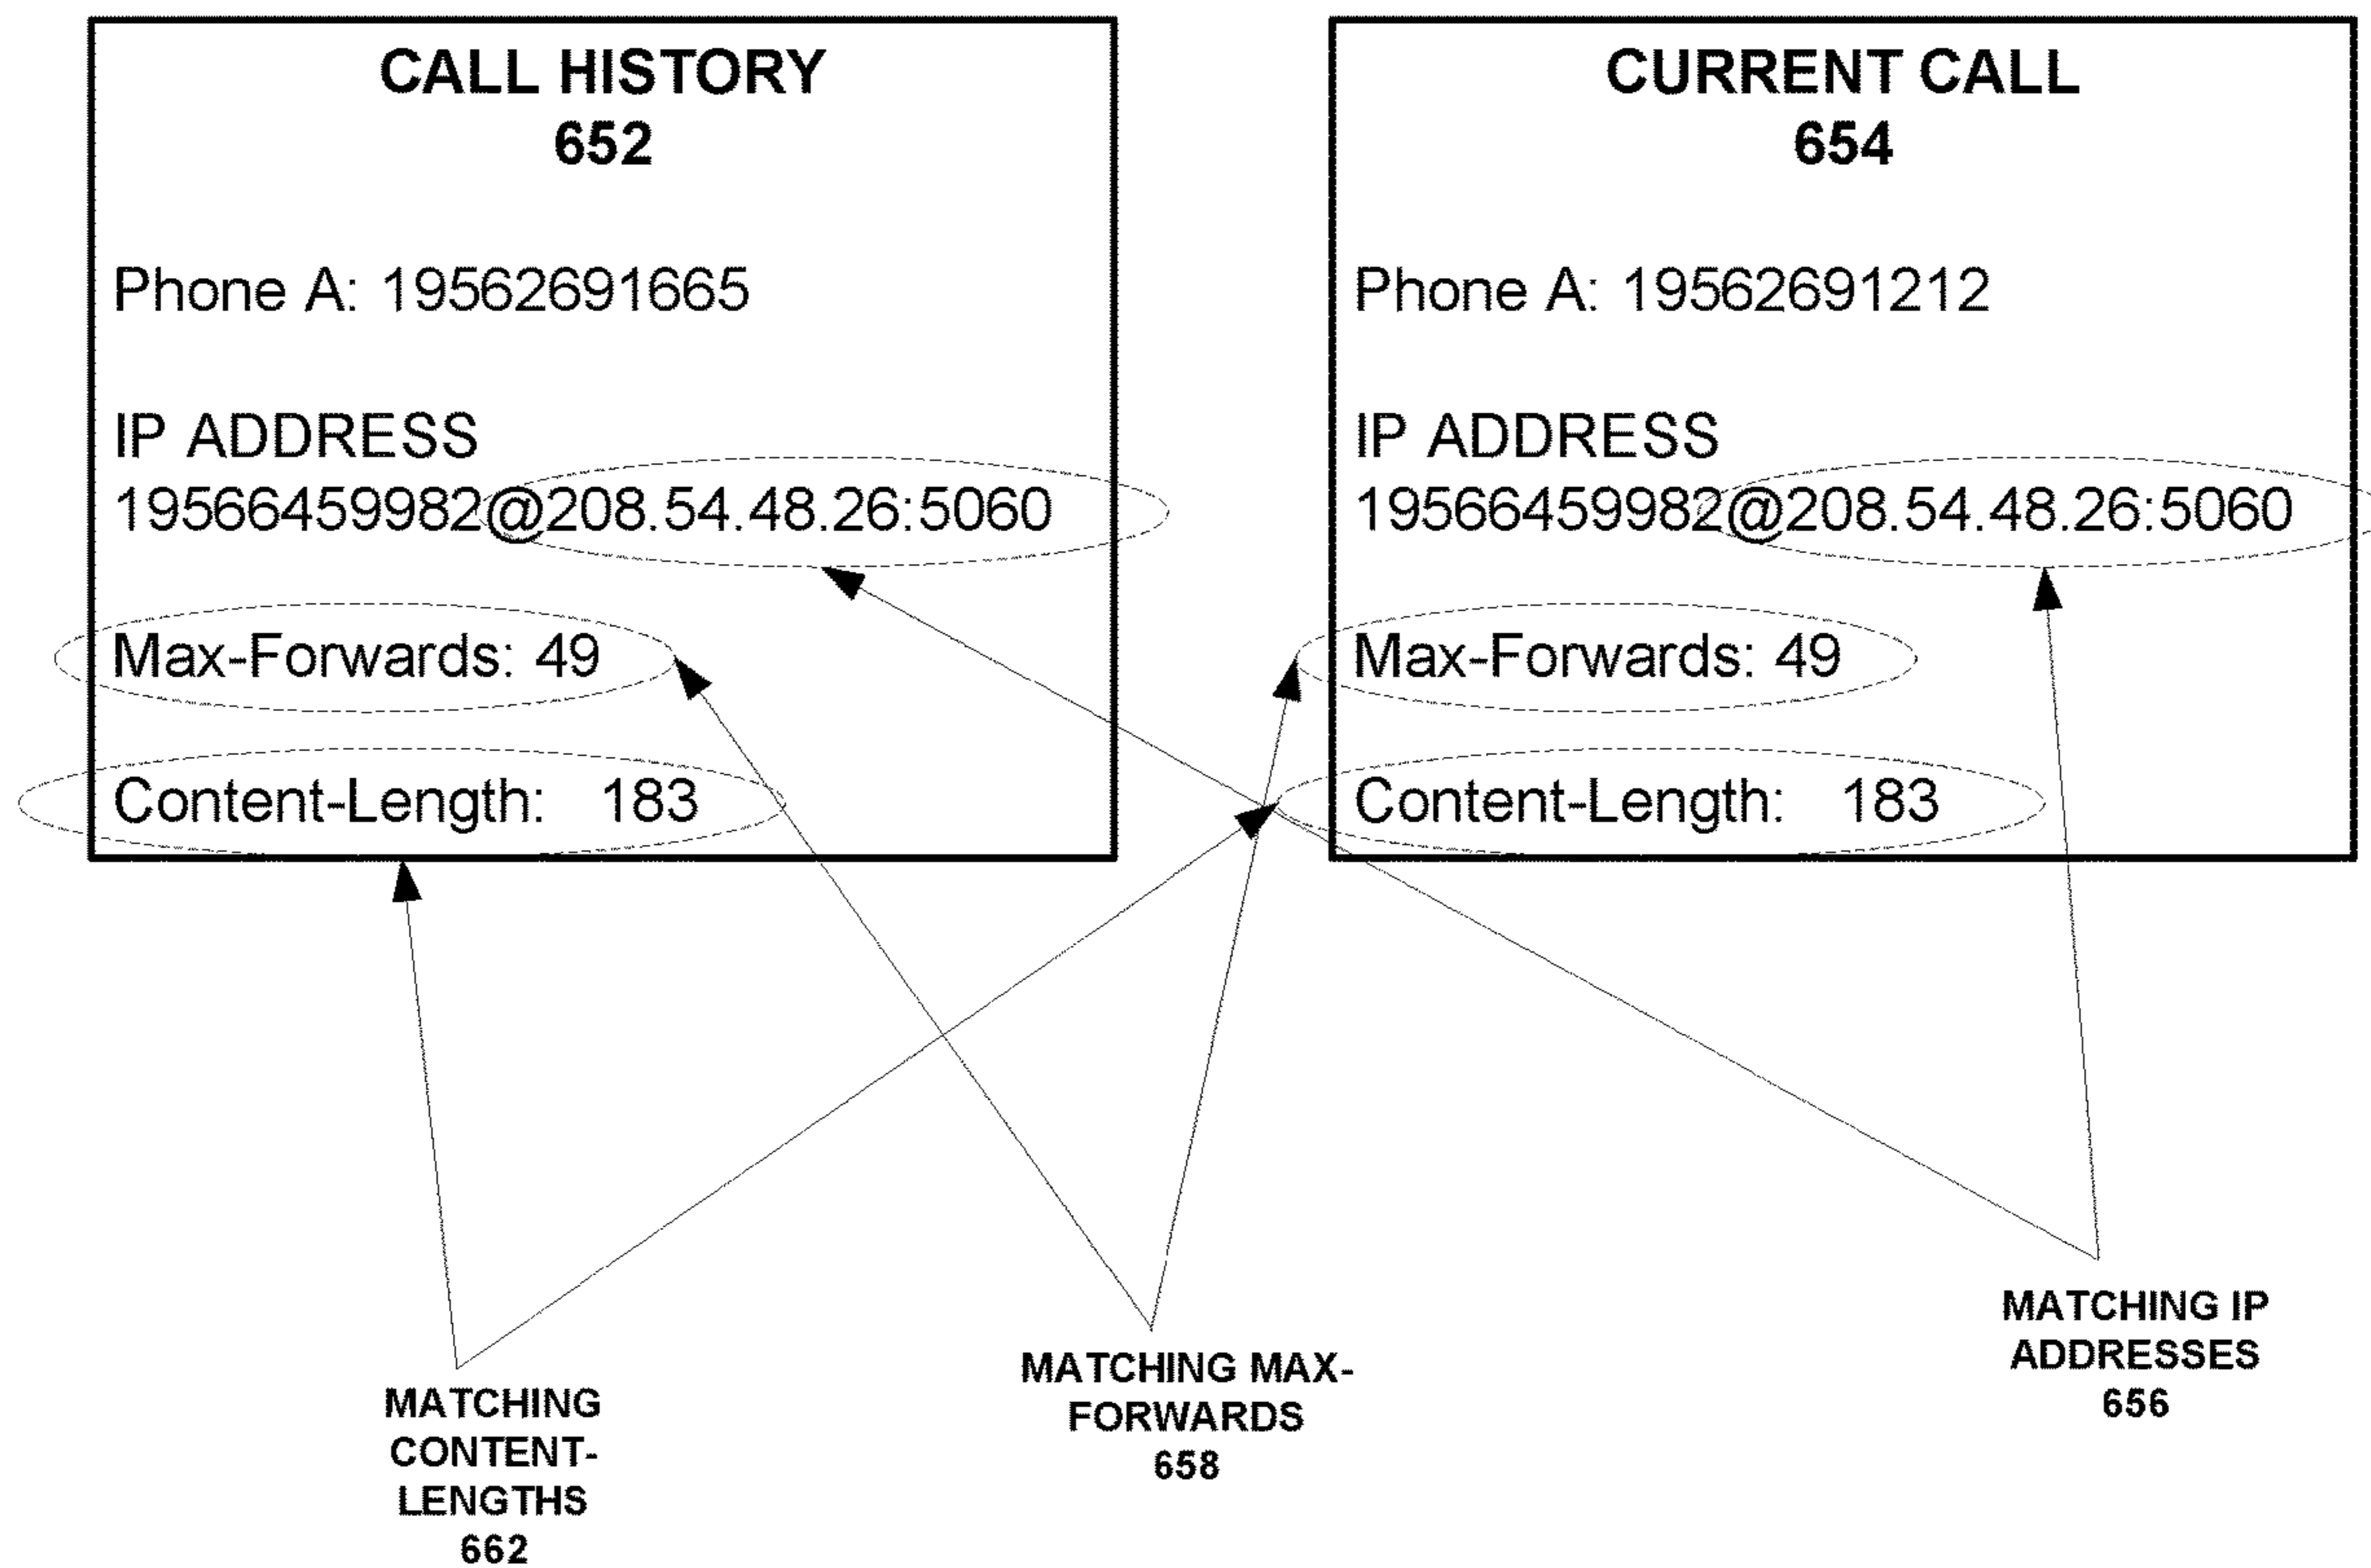 CALL HISTORY
652
Phone A: 19562691665
IP ADDRESS
19566459982@208.54.48.26:5060
Max-Forwards: 49
Content-Length: 183
CURRENT CALL
654
Phone A: 19562691212
IP ADDRESS
19566459982@208.54.48.26:5060
Max-Forwards: 49
Content-Length: 183
MATCHING
CONTENT-
LENGTHS
662
MATCHING MAX-
FORWARDS
658
MATCHING IP
ADDRESSES
656